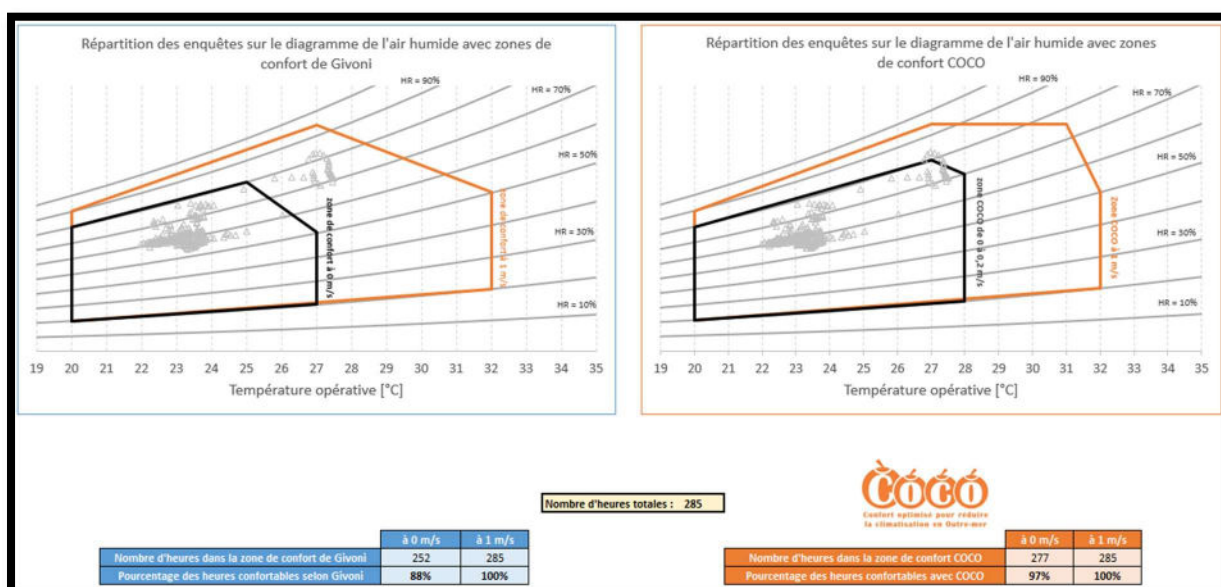 Répartition des enquêtes sur le diagramme de l'air humide avec zones de
confort de Givoni
HR = 90%
HR = 70%
HR = 50%
HR = 30%
HR = 10%
zone de confort à 0 m/s
zone de confort à 1 m/s
19 20 21 22 23 24 25 26 27 28 29 30 31 32 33 34 35
Température opérative [°C]
Répartition des enquêtes sur le diagramme de l'air humide avec zones
de confort COCO
HR = 90%
HR = 70%
HR = 50%
HR = 30%
HR = 10%
zone COCO de 0 à 0,2 m/s
zone COCO à 1 m/s
19 20 21 22 23 24 25 26 27 28 29 30 31 32 33 34 35
Température opérative [°C]
Nombre d'heures totales : 285
COCO
Confort optimisé pour réduire
la climatisation en Outre-mer
à 0 m/s à 1 m/s
Nombre d'heures dans la zone de confort de Givoni 252 285
Pourcentage des heures confortables selon Givoni 88% 100%
à 0 m/s à 1 m/s
Nombre d'heures dans la zone de confort COCO 277 285
Pourcentage des heures confortables avec COCO 97% 100%